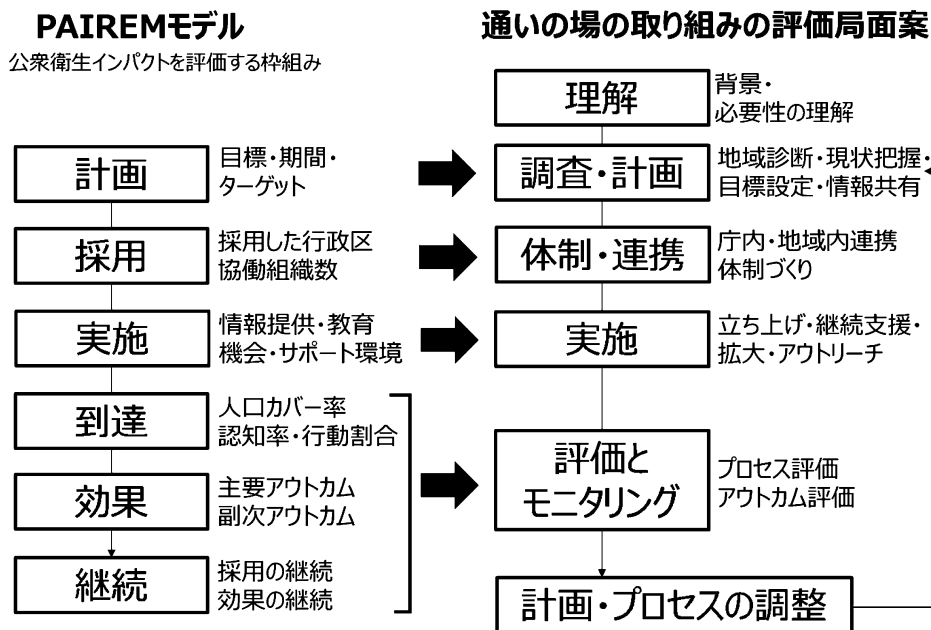 PAIREMモデル
公衆衛生インパクトを評価する枠組み
計画
目標・期間・
ターゲット
採用
採用した行政区
協働組織数
実施
情報提供・教育
機会・サポート環境
到達
人口カバー率
認知率・行動割合
効果
主要アウトカム
副次アウトカム
継続
採用の継続
効果の継続
通いの場の取り組みの評価局面案
理解
背景・
必要性の理解
調査・計画
地域診断・現状把握・
目標設定・情報共有
体制・連携
庁内・地域内連携
体制づくり
実施
立ち上げ・継続支援・
拡大・アウトリーチ
評価と
モニタリング
プロセス評価
アウトカム評価
計画・プロセスの調整